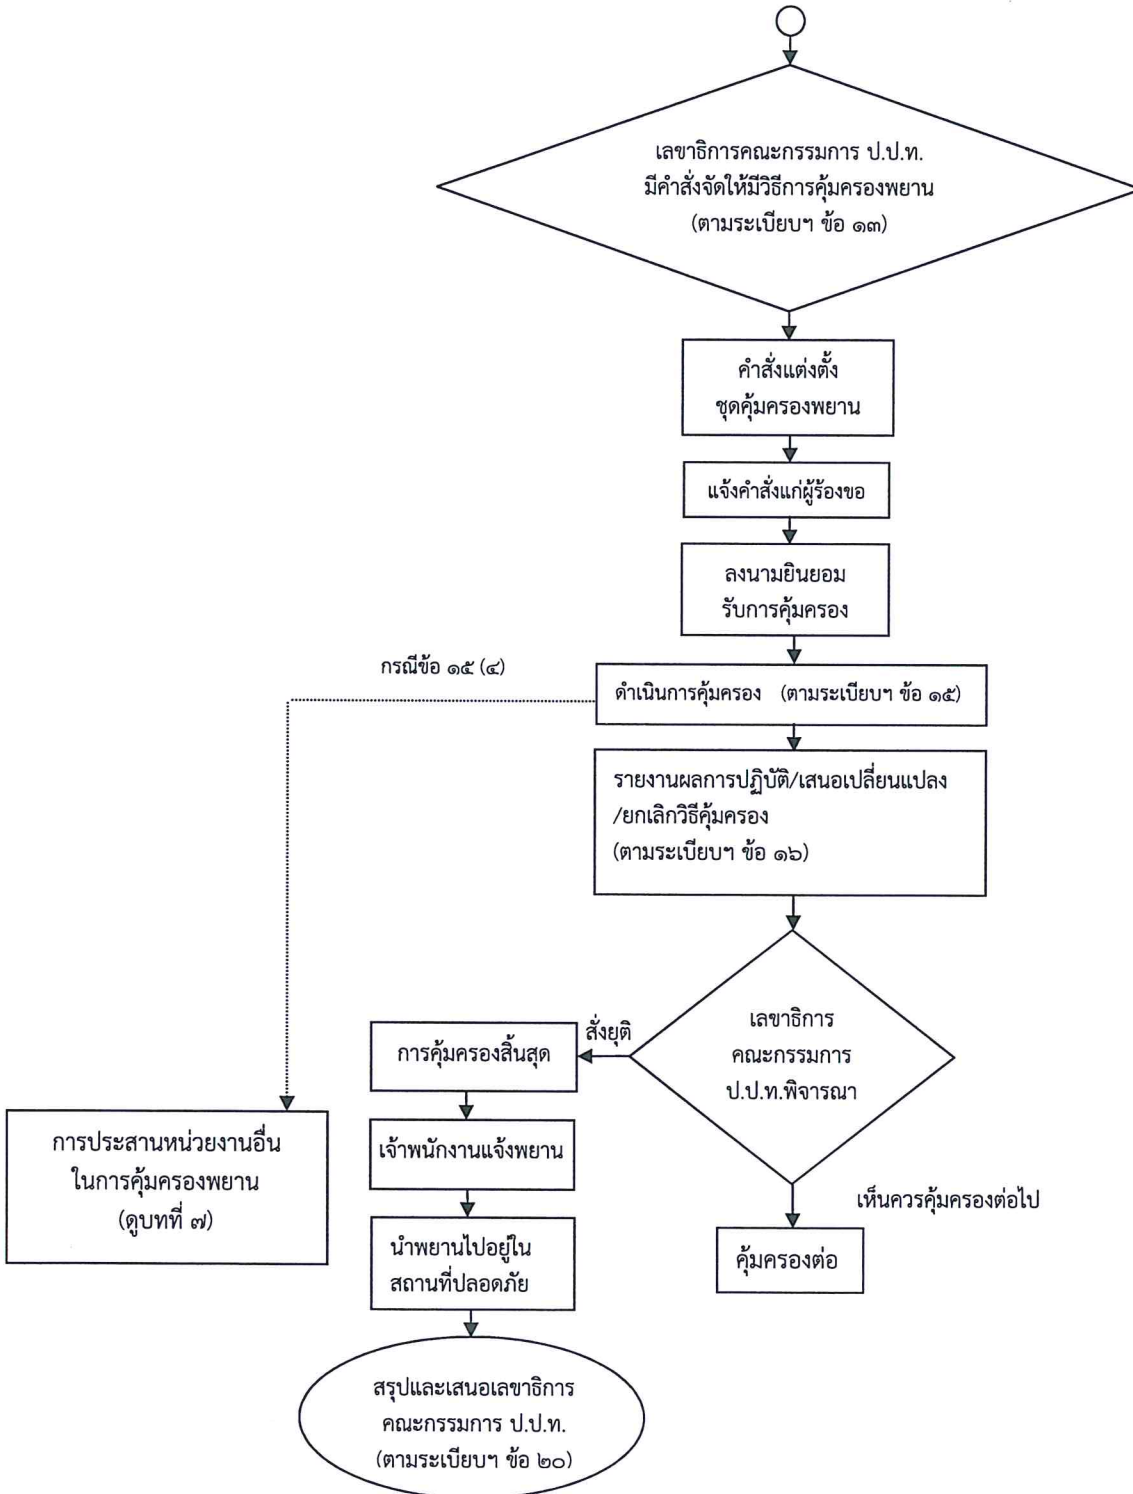 เลขาธิการคณะกรรมการ ป.ป.ท.
มีคำสั่งจัดให้มีวิธีการคุ้มครองพยาน
(ตามระเบียบฯ ข้อ ๑๓)
คำสั่งแต่งตั้ง
ชุดคุ้มครองพยาน
แจ้งคำสั่งแก่ผู้ร้องขอ
ลงนามยินยอม
รับการคุ้มครอง
กรณีข้อ ๑๕ (๔)
ดำเนินการคุ้มครอง (ตามระเบียบฯ ข้อ ๑๕)
รายงานผลการปฏิบัติ/เสนอเปลี่ยนแปลง
/ยกเลิกวิธีคุ้มครอง
(ตามระเบียบฯ ข้อ ๑๖)
เลขาธิการ
คณะกรรมการ
ป.ป.ท.พิจารณา
สั่งยุติ
การคุ้มครองสิ้นสุด
เจ้าพนักงานแจ้งพยาน
นำพยานไปอยู่ใน
สถานที่ปลอดภัย
สรุปและเสนอเลขาธิการ
คณะกรรมการ ป.ป.ท.
(ตามระเบียบฯ ข้อ ๒๐)
เห็นควรคุ้มครองต่อไป
คุ้มครองต่อ
การประสานหน่วยงานอื่น
ในการคุ้มครองพยาน
(ดูบทที่ ๗)